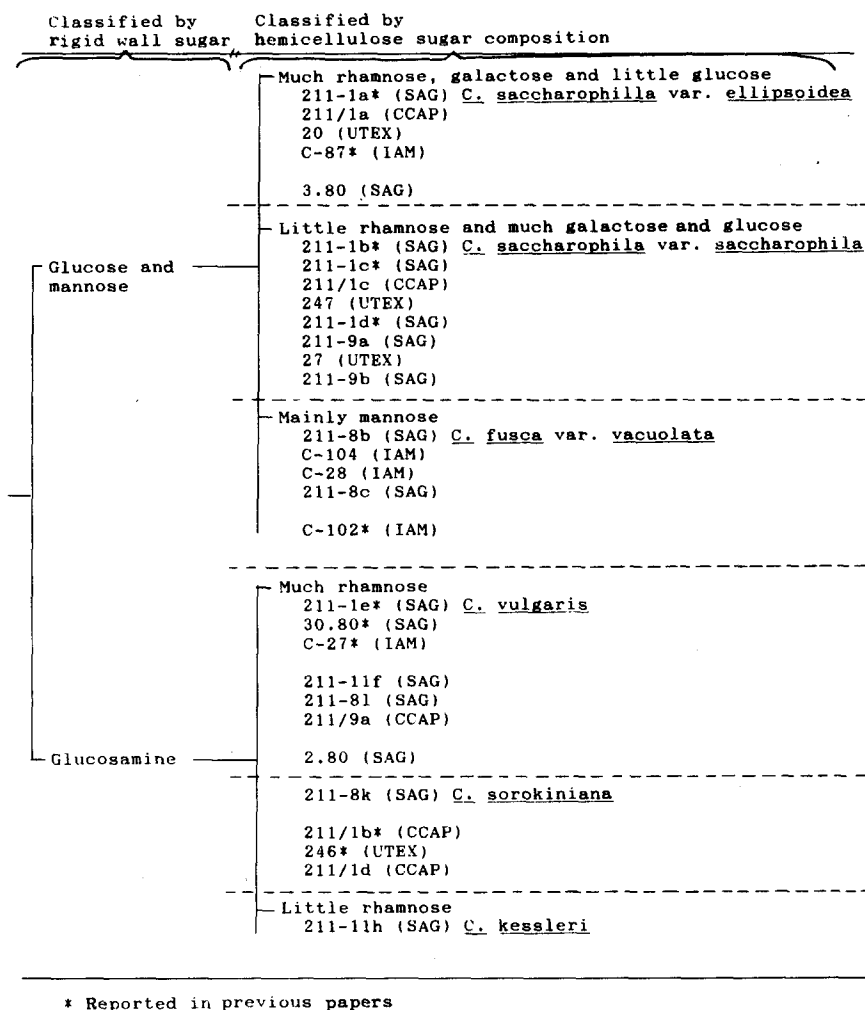 Classified by Classified by
rigid wall sugar hemicellulose sugar composition
Much rhamnose, galactose and little glucose
211-1a* (SAG) C. saccharophilla var. ellipsoidea
211/1a (CCAP)
20 (UTEX)
C-87* (IAM)
3.80 (SAG)
Little rhamnose and much galactose and glucose
211-1b* (SAG) C. saccharophila var. saccharophila
Glucose and mannose
211-1c* (SAG)
211/1c (CCAP)
247 (UTEX)
211-1d* (SAG)
211-9a (SAG)
27 (UTEX)
211-9b (SAG)
Mainly mannose
211-8b (SAG) C. fusca var. vacuolata
C-104 (IAM)
C-28 (IAM)
211-8c (SAG)
C-102* (IAM)
Much rhamnose
211-1e* (SAG) C. vulgaris
30.80* (SAG)
C-27* (IAM)
211-11f (SAG)
211-8l (SAG)
211/9a (CCAP)
Glucosamine 2.80 (SAG)
211-8k (SAG) C. sorokiniana
211/1b* (CCAP)
246* (UTEX)
211/1d (CCAP)
Little rhamnose
211-11h (SAG) C. kessleri
* Reported in previous papers